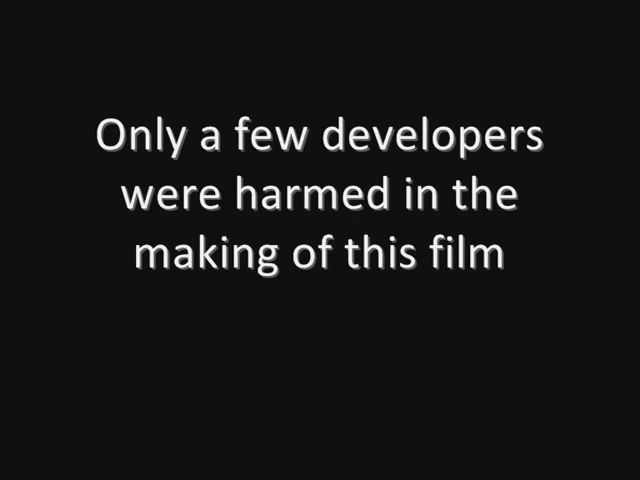 Only a few developers
were harmed in the
making of this film